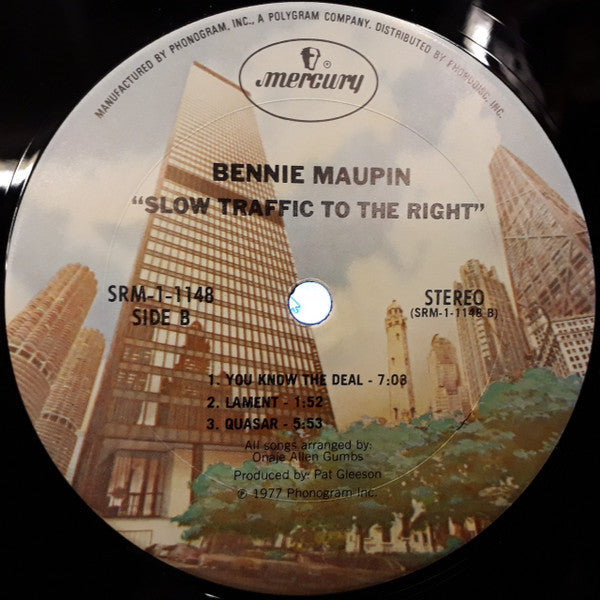 MANUFACTURED BY PHONOGRAM, INC., A POLYGRAM COMPANY. DISTRIBUTED BY PHONODISC, INC.
®
mercury
BENNIE MAUPIN
"SLOW TRAFFIC TO THE RIGHT"
SRM-1-1148
SIDE B
STEREO
(SRM-1-1148 B)
1. YOU KNOW THE DEAL - 7:08
2. LAMENT - 1:52
3. QUASAR - 5:53
All songs arranged by:
Onaje Allen Gumbs
Produced by: Pat Gleeson
℗ 1977 Phonogram Inc.